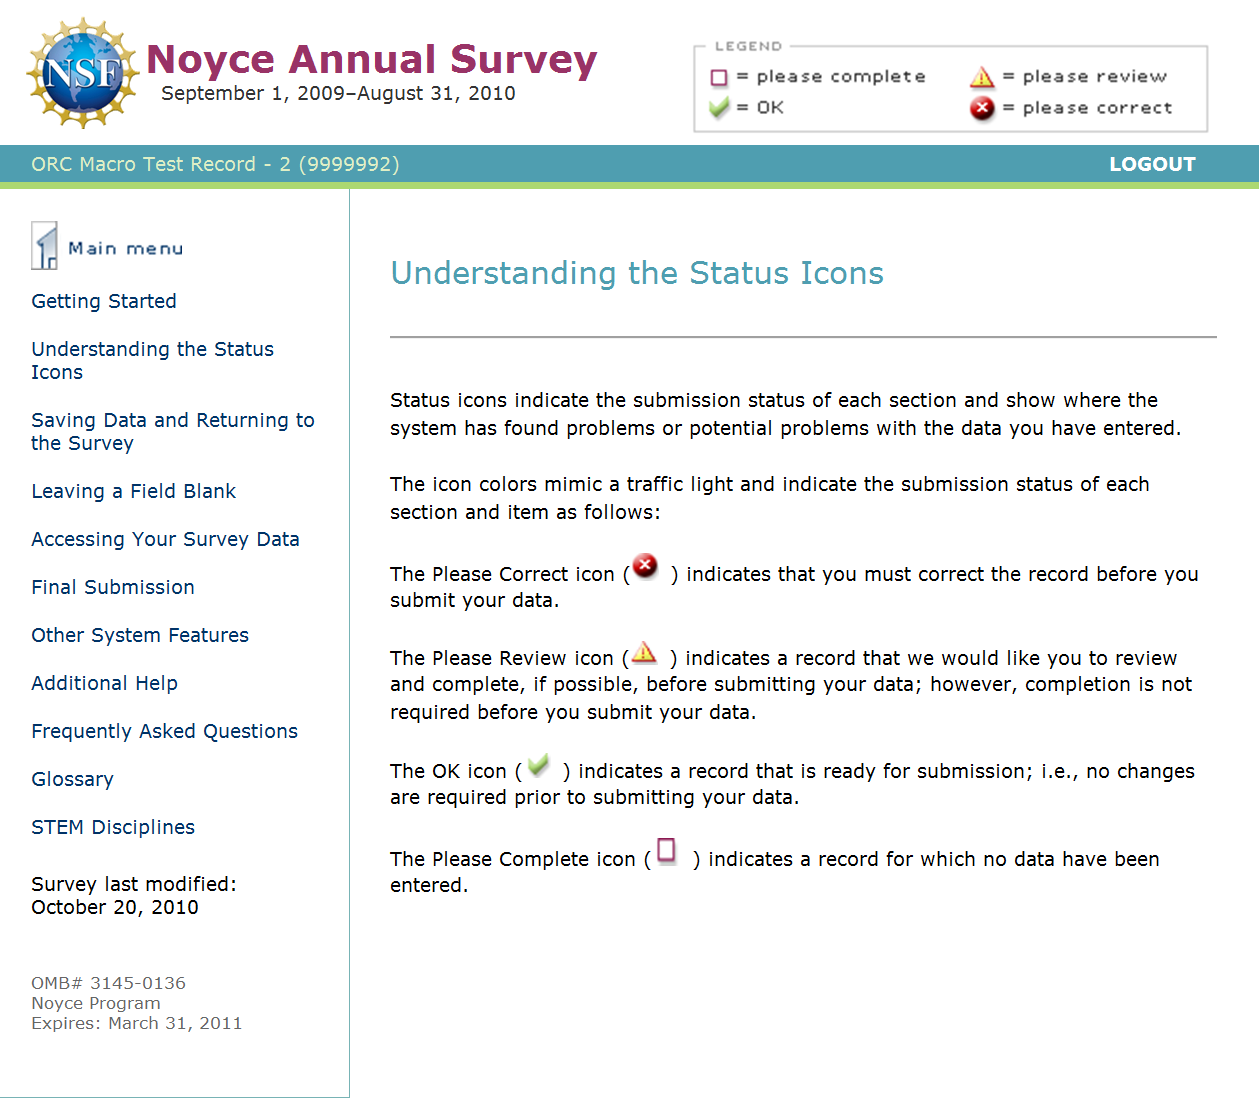 NSF
Noyce Annual Survey
September 1, 2009–August 31, 2010
LEGEND
= please complete
= please review
= OK
= please correct
ORC Macro Test Record - 2 (9999992)
LOGOUT
Main menu
Getting Started
Understanding the Status
Icons
Saving Data and Returning to
the Survey
Leaving a Field Blank
Accessing Your Survey Data
Final Submission
Other System Features
Additional Help
Frequently Asked Questions
Glossary
STEM Disciplines
Survey last modified:
October 20, 2010
OMB# 3145-0136
Noyce Program
Expires: March 31, 2011
Understanding the Status Icons
Status icons indicate the submission status of each section and show where the
system has found problems or potential problems with the data you have entered.
The icon colors mimic a traffic light and indicate the submission status of each
section and item as follows:
The Please Correct icon ( ) indicates that you must correct the record before you
submit your data.
The Please Review icon ( ) indicates a record that we would like you to review
and complete, if possible, before submitting your data; however, completion is not
required before you submit your data.
The OK icon ( ) indicates a record that is ready for submission; i.e., no changes
are required prior to submitting your data.
The Please Complete icon ( ) indicates a record for which no data have been
entered.